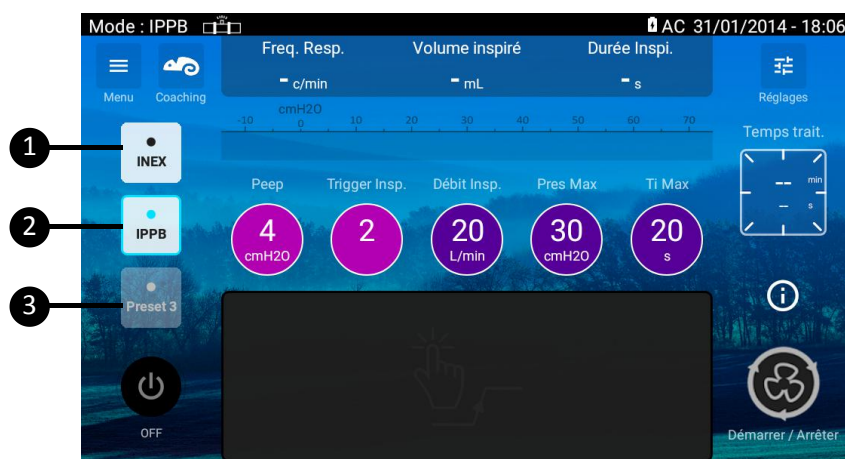 Mode : IPPB
AC 31/01/2014 - 18:06
Menu
Coaching
Freq. Resp.
Volume inspiré
Durée Inspi.
- c/min
- mL
- s
Réglages
cmH2O
-10 0 10 20 30 40 50 60 70
Temps trait.
-- min
-- s
1
INEX
2
IPPB
3
Preset 3
Peep
Trigger Insp.
Débit Insp.
Pres Max
Ti Max
4
cmH2O
2
20
L/min
30
cmH2O
20
s
OFF
Démarrer / Arrêter